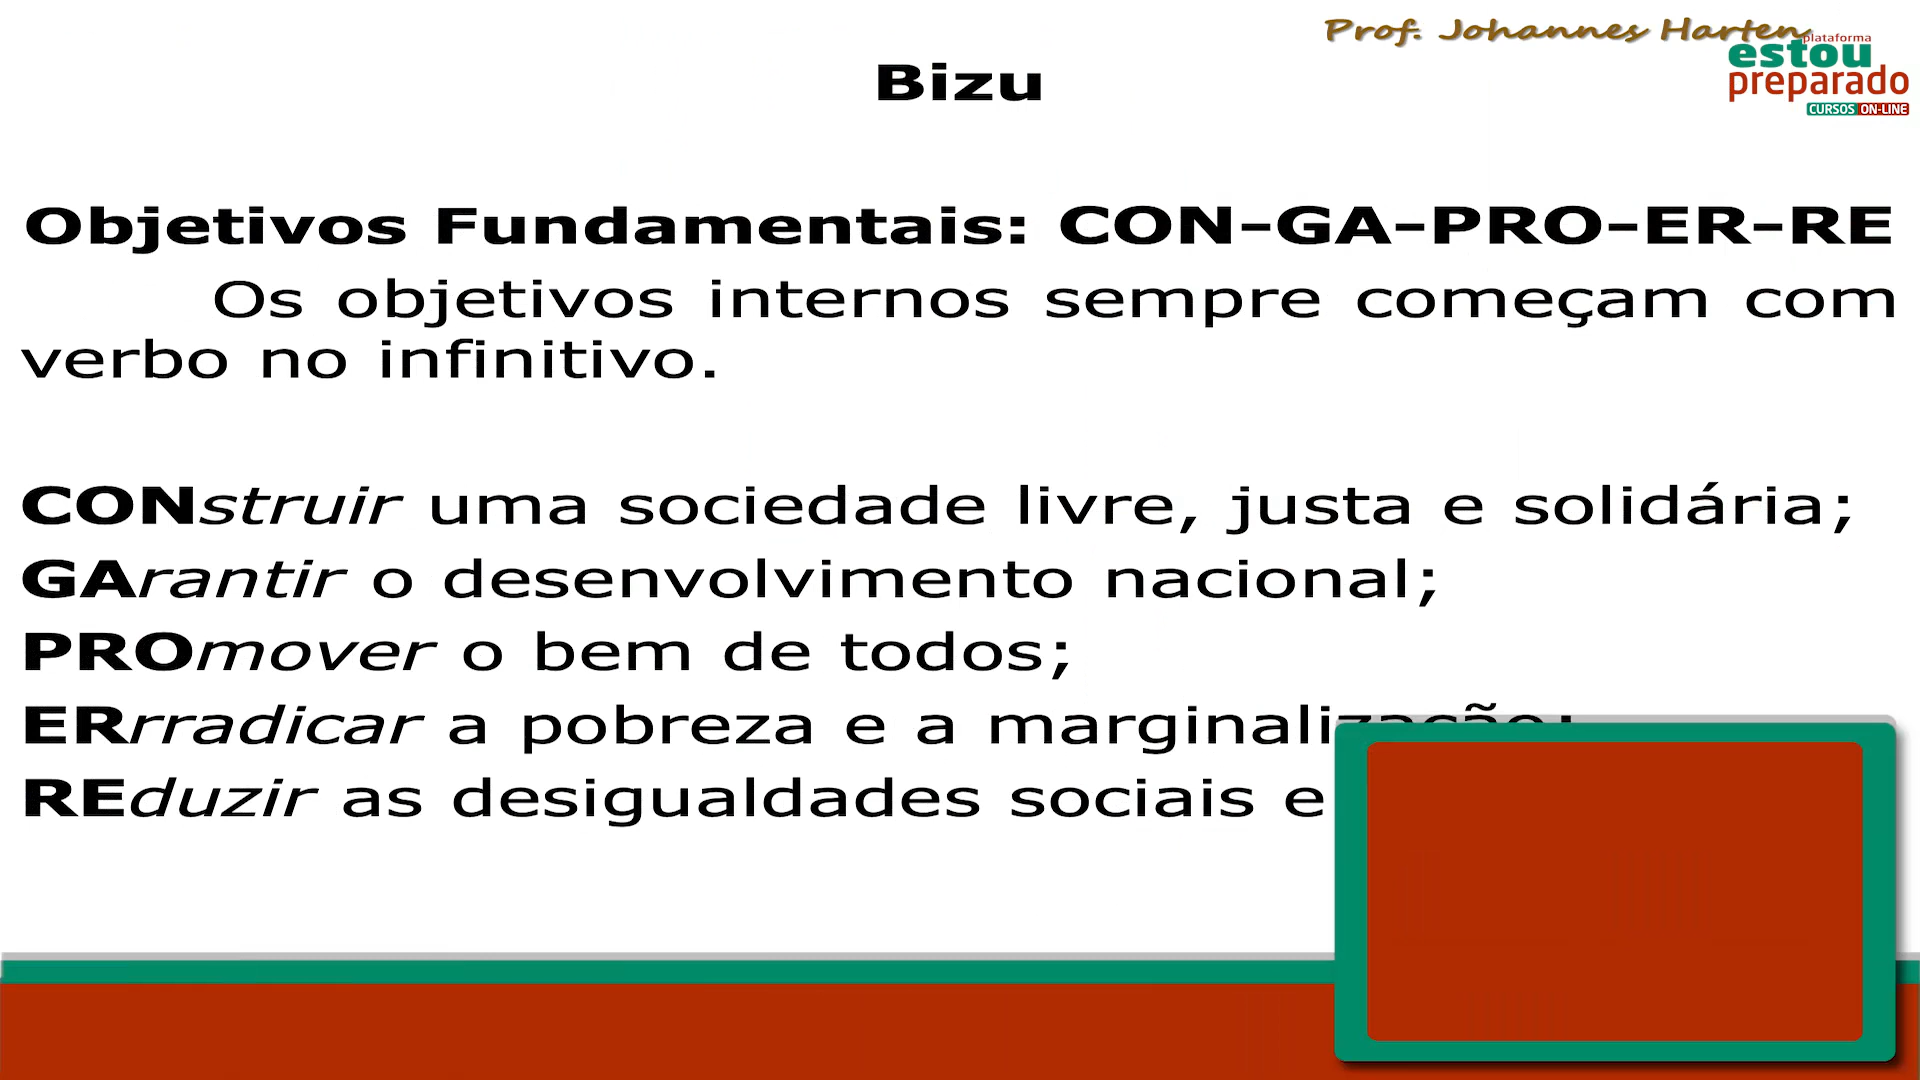 Prof. Johannes Harten
plataforma
estou
preparado
CURSOS ON-LINE
Bizu
Objetivos Fundamentais: CON–GA–PRO–ER–RE
Os objetivos internos sempre começam com
verbo no infinitivo.
CONstruir uma sociedade livre, justa e solidária;
GArantir o desenvolvimento nacional;
PROmover o bem de todos;
ERrradicar a pobreza e a marginalização;
REduzir as desigualdades sociais e